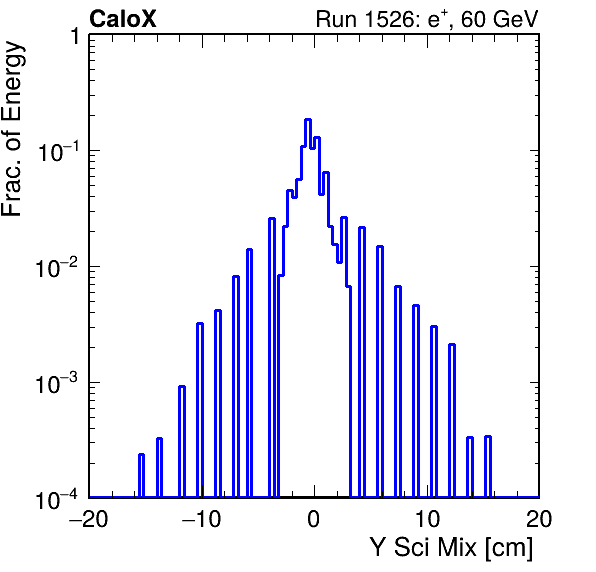 CaloX Run 1526: e⁺, 60 GeV
Frac. of Energy
1
10⁻¹
10⁻²
10⁻³
10⁻⁴
−20 −10 0 10 20
Y Sci Mix [cm]